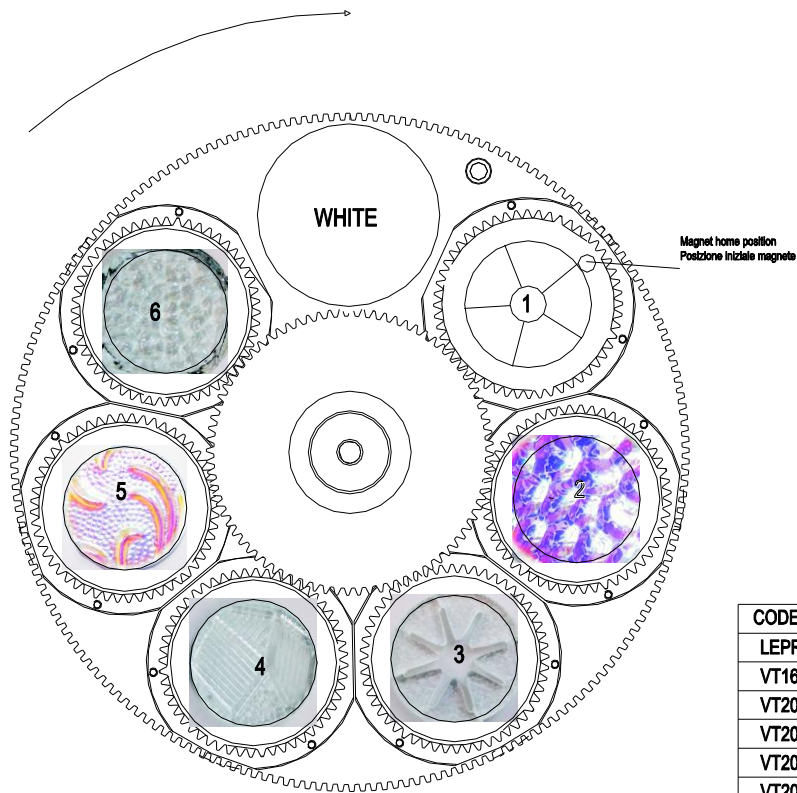 WHITE
Magnet home position
Posizione iniziale magnete
6
1
5
2
4
3
CODE
LEPR
VT16
VT20
VT20
VT20
VT20